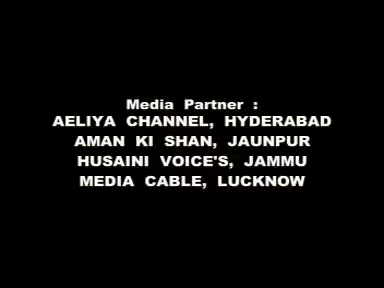 Media Partner :
AELIYA CHANNEL, HYDERABAD
AMAN KI SHAN, JAUNPUR
HUSAINI VOICE'S, JAMMU
MEDIA CABLE, LUCKNOW